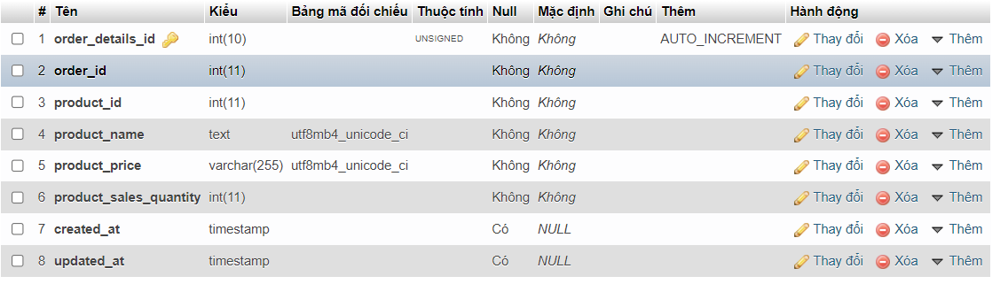 # Tên Kiểu Bảng mã đối chiếu Thuộc tính Null Mặc định Ghi chú Thêm Hành động
1 order_details_id int(10) UNSIGNED Không Không AUTO_INCREMENT Thay đổi Xóa Thêm
2 order_id int(11) Không Không Thay đổi Xóa Thêm
3 product_id int(11) Không Không Thay đổi Xóa Thêm
4 product_name text utf8mb4_unicode_ci Không Không Thay đổi Xóa Thêm
5 product_price varchar(255) utf8mb4_unicode_ci Không Không Thay đổi Xóa Thêm
6 product_sales_quantity int(11) Không Không Thay đổi Xóa Thêm
7 created_at timestamp Có NULL Thay đổi Xóa Thêm
8 updated_at timestamp Có NULL Thay đổi Xóa Thêm